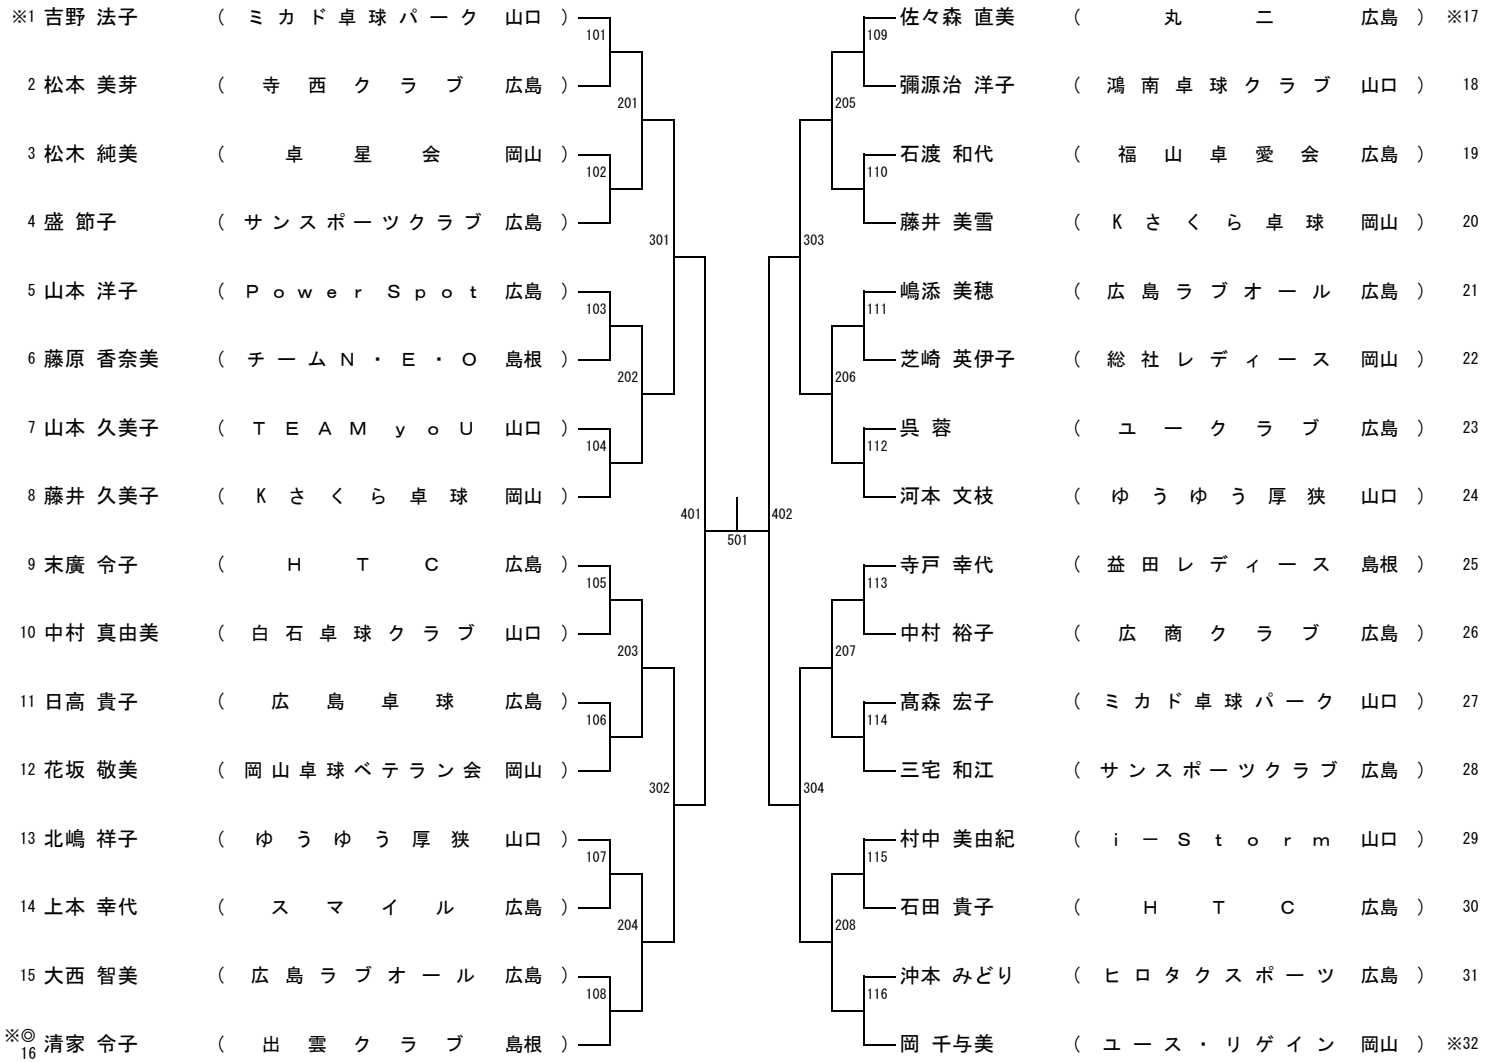 ※1 吉野 法子 （ ミカド卓球パーク 山口 ）
101
2 松本 美芽 （ 寺西クラブ 広島 ）
201
3 松木 純美 （ 卓星会 岡山 ）
102
4 盛 節子 （ サンスポーツクラブ 広島 ）
301
5 山本 洋子 （ ＰｏｗｅｒＳｐｏｔ 広島 ）
103
6 藤原 香奈美 （ チームＮ・Ｅ・Ｏ 島根 ）
202
7 山本 久美子 （ ＴＥＡＭ ｙｏＵ 山口 ）
104
8 藤井 久美子 （ Kさくら卓球 岡山 ）
401
9 末廣 令子 （ ＨＴＣ 広島 ）
105
10 中村 真由美 （ 白石卓球クラブ 山口 ）
203
11 日高 貴子 （ 広島卓球 広島 ）
106
12 花坂 敬美 （ 岡山卓球ベテラン会 岡山 ）
302
13 北嶋 祥子 （ ゆうゆう厚狭 山口 ）
107
14 上本 幸代 （ スマイル 広島 ）
204
15 大西 智美 （ 広島ラブオール 広島 ）
108
※◎
16 清家 令子 （ 出雲クラブ 島根 ）
501
佐々森 直美 （ 丸二 広島 ） ※17
109
彌源治 洋子 （ 鴻南卓球クラブ 山口 ） 18
205
石渡 和代 （ 福山卓愛会 広島 ） 19
110
藤井 美雪 （ Kさくら卓球 岡山 ） 20
303
嶋添 美穂 （ 広島ラブオール 広島 ） 21
111
芝崎 英伊子 （ 総社レディース 岡山 ） 22
206
呉 蓉 （ ユークラブ 広島 ） 23
112
河本 文枝 （ ゆうゆう厚狭 山口 ） 24
402
寺戸 幸代 （ 益田レディース 島根 ） 25
113
中村 裕子 （ 広商クラブ 広島 ） 26
207
髙森 宏子 （ ミカド卓球パーク 山口 ） 27
114
三宅 和江 （ サンスポーツクラブ 広島 ） 28
304
村中 美由紀 （ ｉ－Ｓｔｏｒｍ 山口 ） 29
115
石田 貴子 （ ＨＴＣ 広島 ） 30
208
沖本 みどり （ ヒロタクスポーツ 広島 ） 31
116
岡 千与美 （ ユース・リゲイン 岡山 ） ※32